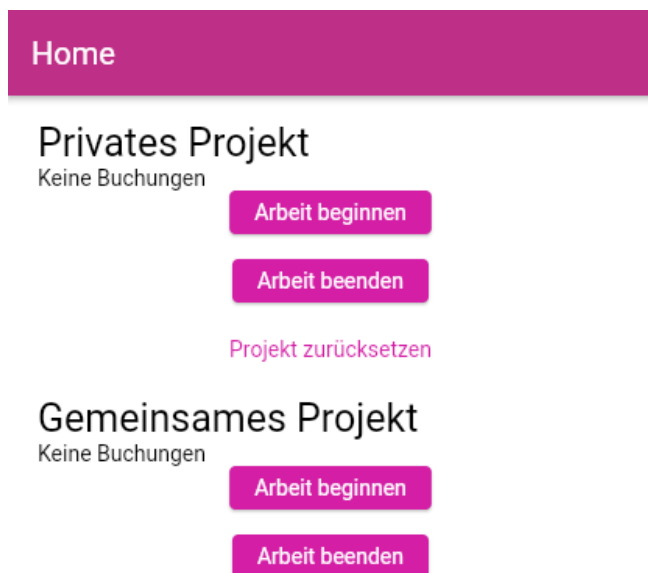 Home
Privates Projekt
Keine Buchungen
Arbeit beginnen
Arbeit beenden
Projekt zurücksetzen
Gemeinsames Projekt
Keine Buchungen
Arbeit beginnen
Arbeit beenden